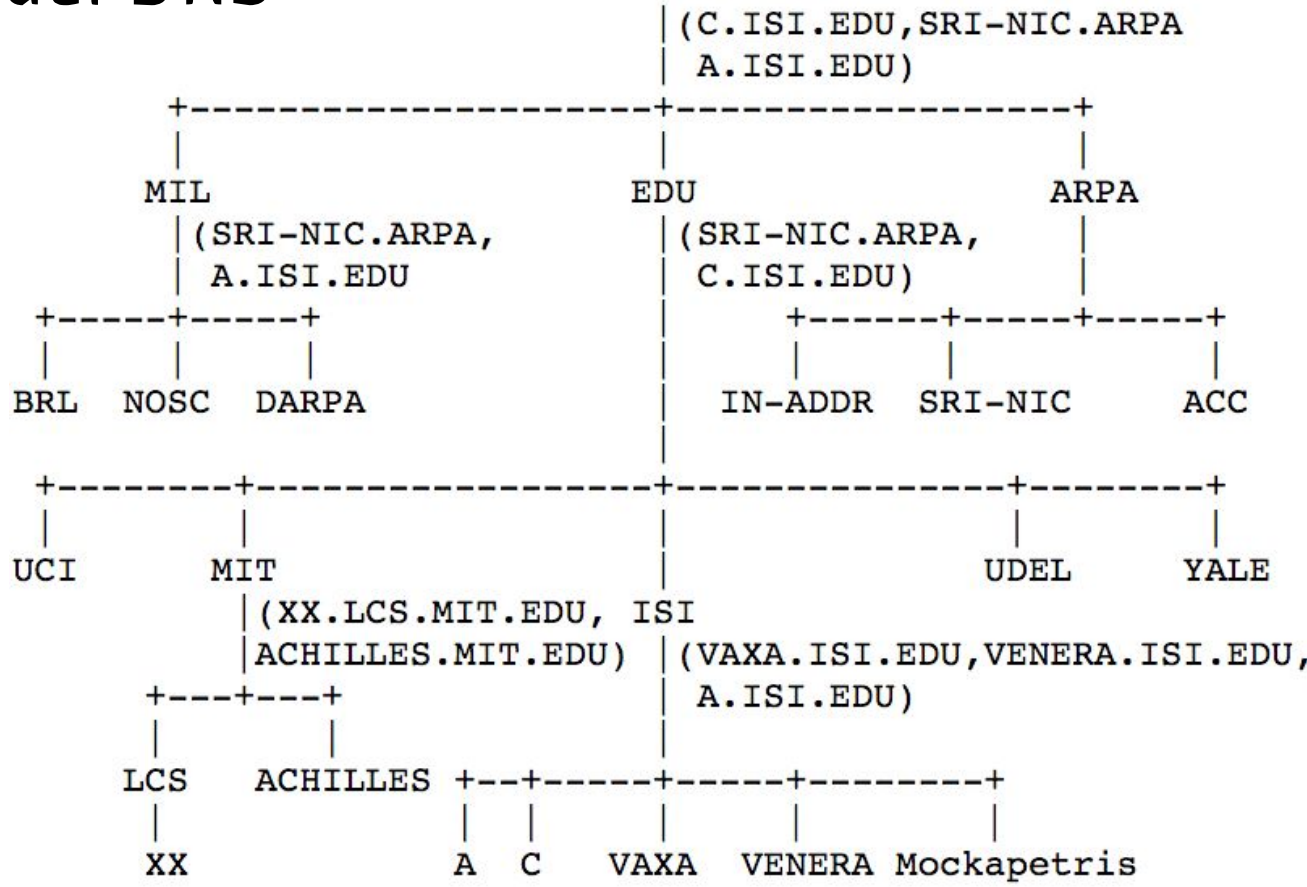 DNS
(C.ISI.EDU,SRI-NIC.ARPA
A.ISI.EDU)
MIL EDU ARPA
(SRI-NIC.ARPA, (SRI-NIC.ARPA,
A.ISI.EDU C.ISI.EDU)
BRL NOSC DARPA IN-ADDR SRI-NIC ACC
UCI MIT UDEL YALE
(XX.LCS.MIT.EDU, ISI
ACHILLES.MIT.EDU) (VAXA.ISI.EDU,VENERA.ISI.EDU,
A.ISI.EDU)
LCS ACHILLES
XX A C VAXA VENERA Mockapetris